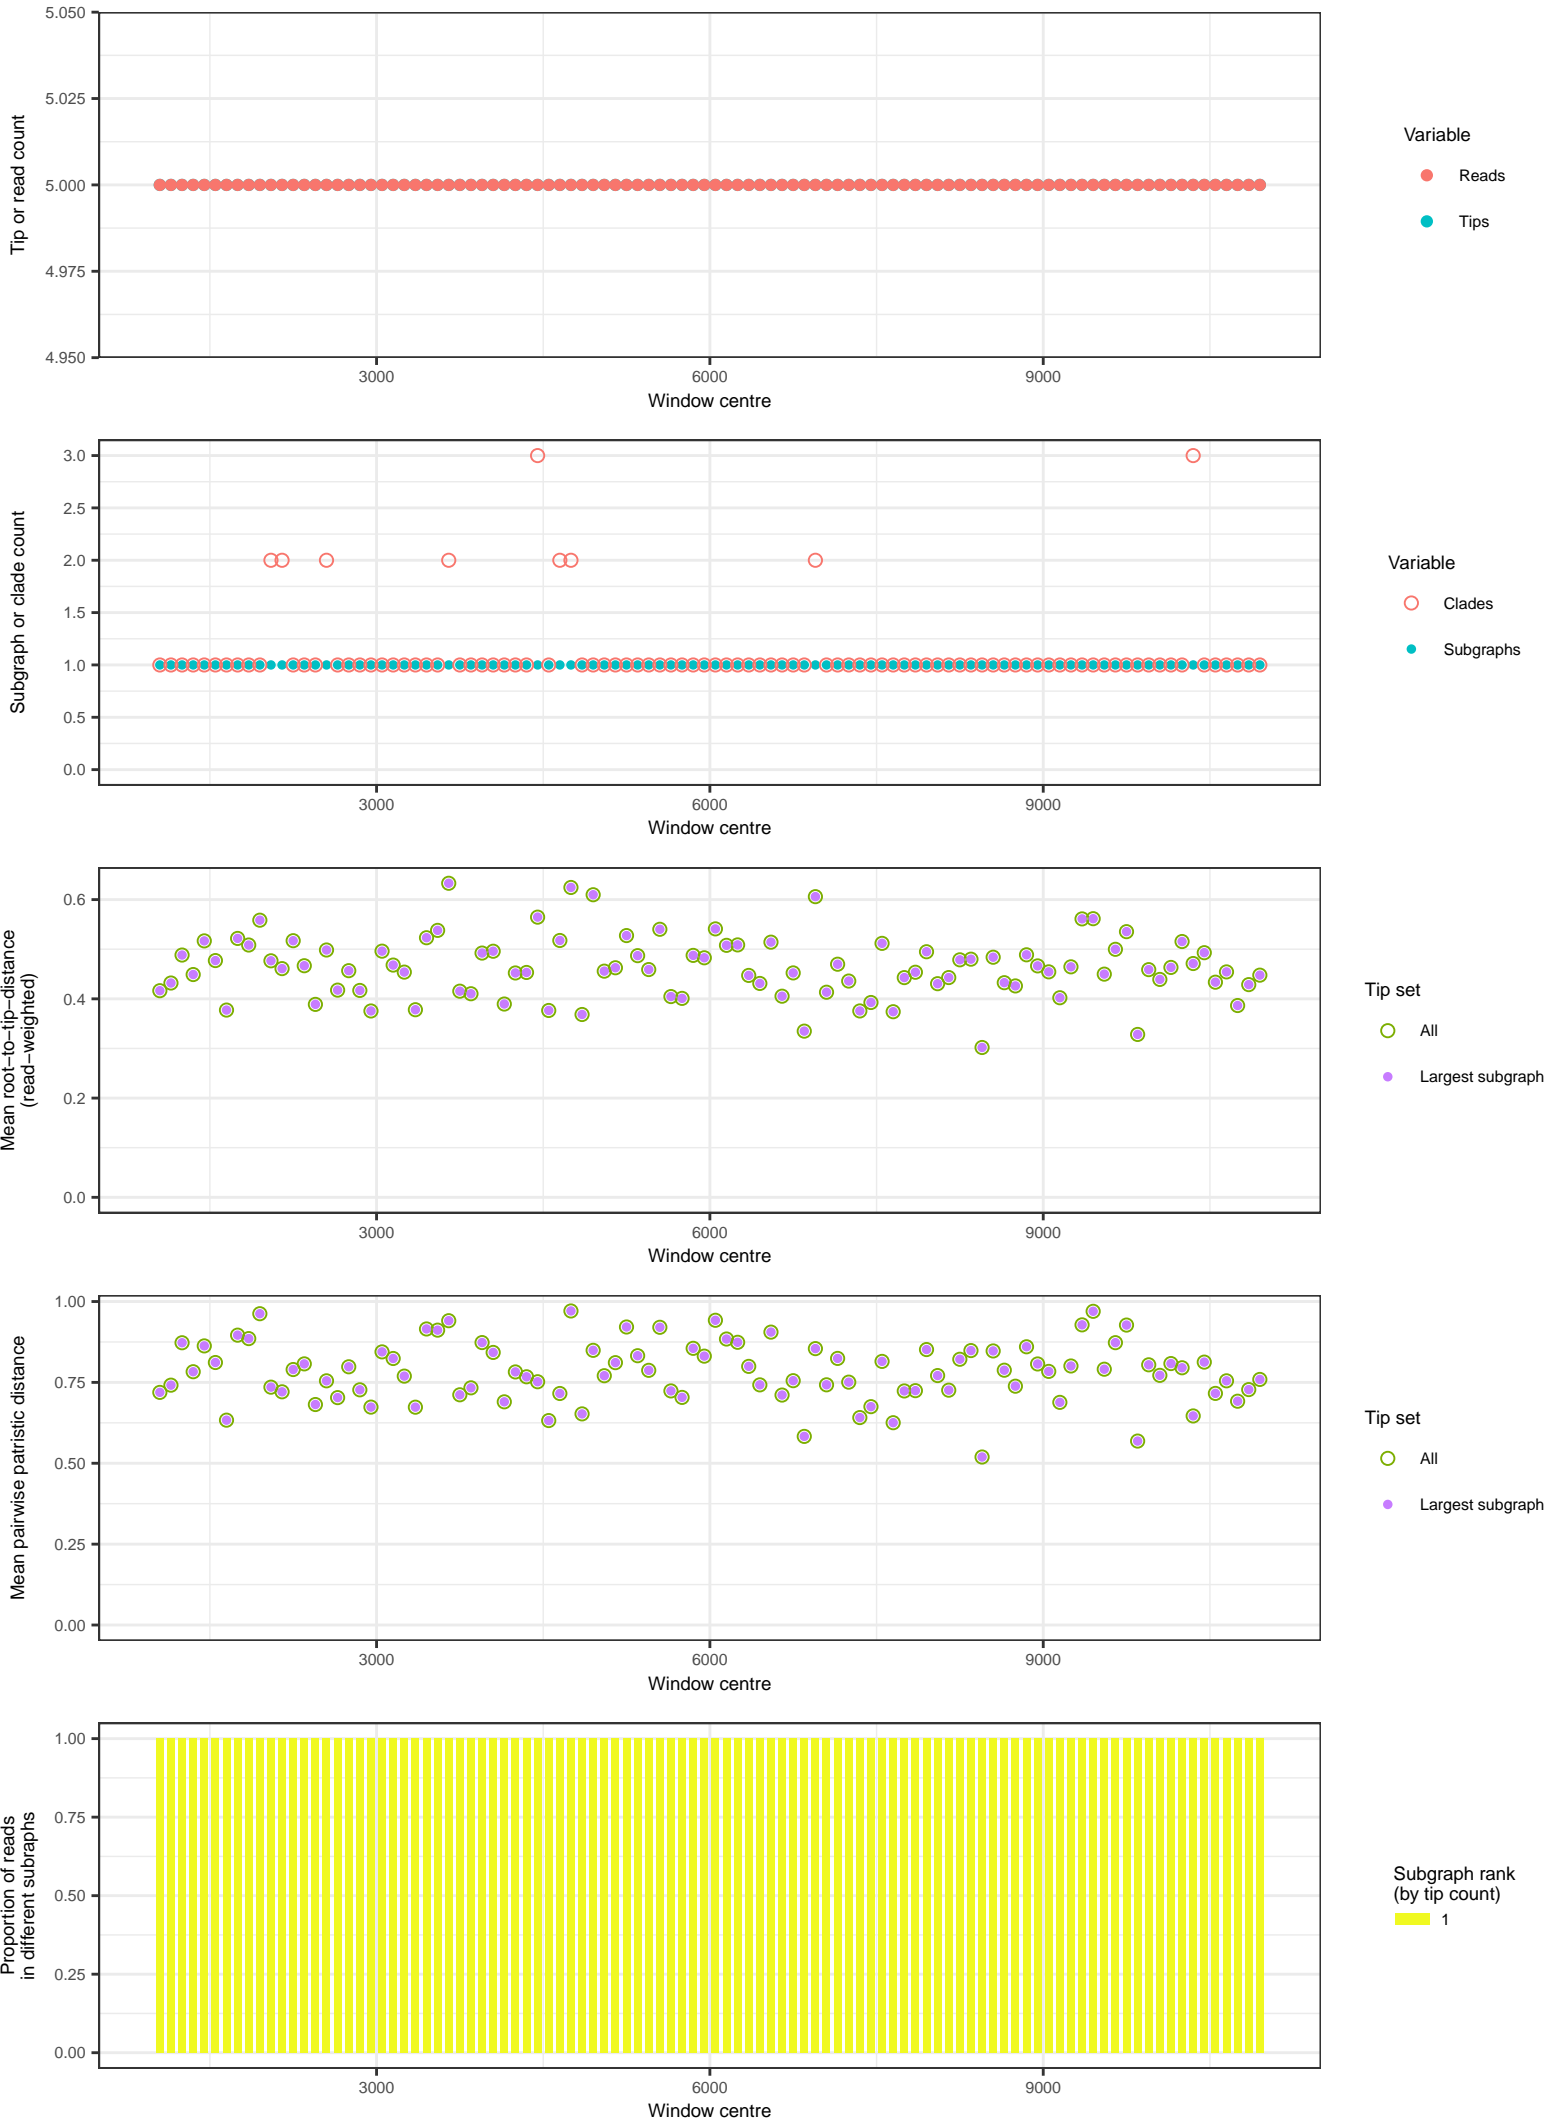 5.050
5.025
5.000
4.975
4.950
Tip or read count
3000 6000 9000
Window centre
Variable
Reads
Tips
3.0
2.5
2.0
1.5
1.0
0.5
0.0
Subgraph or clade count
3000 6000 9000
Window centre
Variable
Clades
Subgraphs
0.6
0.4
0.2
0.0
Mean root−to−tip−distance
(read−weighted)
3000 6000 9000
Window centre
Tip set
All
Largest subgraph
1.00
0.75
0.50
0.25
0.00
Mean pairwise patristic distance
3000 6000 9000
Window centre
Tip set
All
Largest subgraph
1.00
0.75
0.50
0.25
0.00
Proportion of reads
in different subraphs
3000 6000 9000
Window centre
Subgraph rank
(by tip count)
1